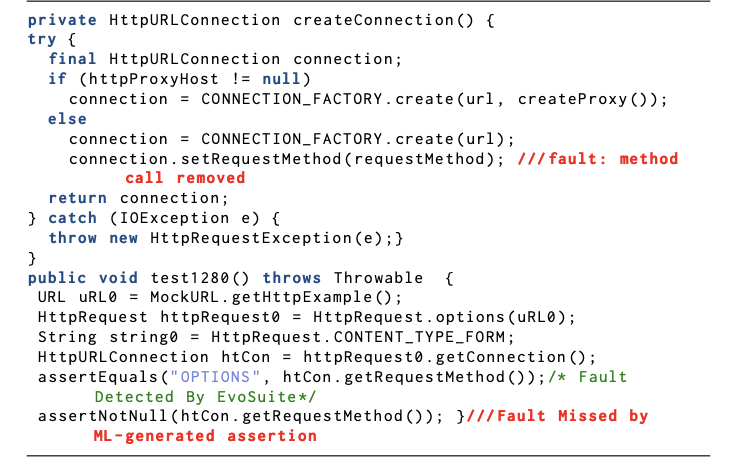 private HttpURLConnection createConnection() {
try {
  final HttpURLConnection connection;
  if (httpProxyHost != null)
    connection = CONNECTION_FACTORY.create(url, createProxy());
  else
    connection = CONNECTION_FACTORY.create(url);
    connection.setRequestMethod(requestMethod); ///fault: method
          call removed
  return connection;
} catch (IOException e) {
  throw new HttpRequestException(e);}
}
public void test1280() throws Throwable  {
 URL uRL0 = MockURL.getHttpExample();
 HttpRequest httpRequest0 = HttpRequest.options(uRL0);
 String string0 = HttpRequest.CONTENT_TYPE_FORM;
 HttpURLConnection htCon = httpRequest0.getConnection();
 assertEquals("OPTIONS", htCon.getRequestMethod());/* Fault
       Detected By EvoSuite*/
 assertNotNull(htCon.getRequestMethod()); }///Fault Missed by
       ML-generated assertion